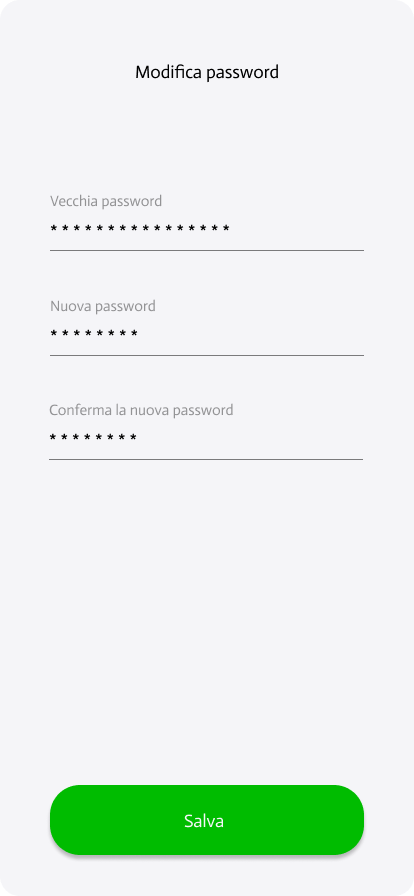 Modifica password
Vecchia password
* * * * * * * * * * * * * * * *
Nuova password
* * * * * * * *
Conferma la nuova password
* * * * * * * *
Salva